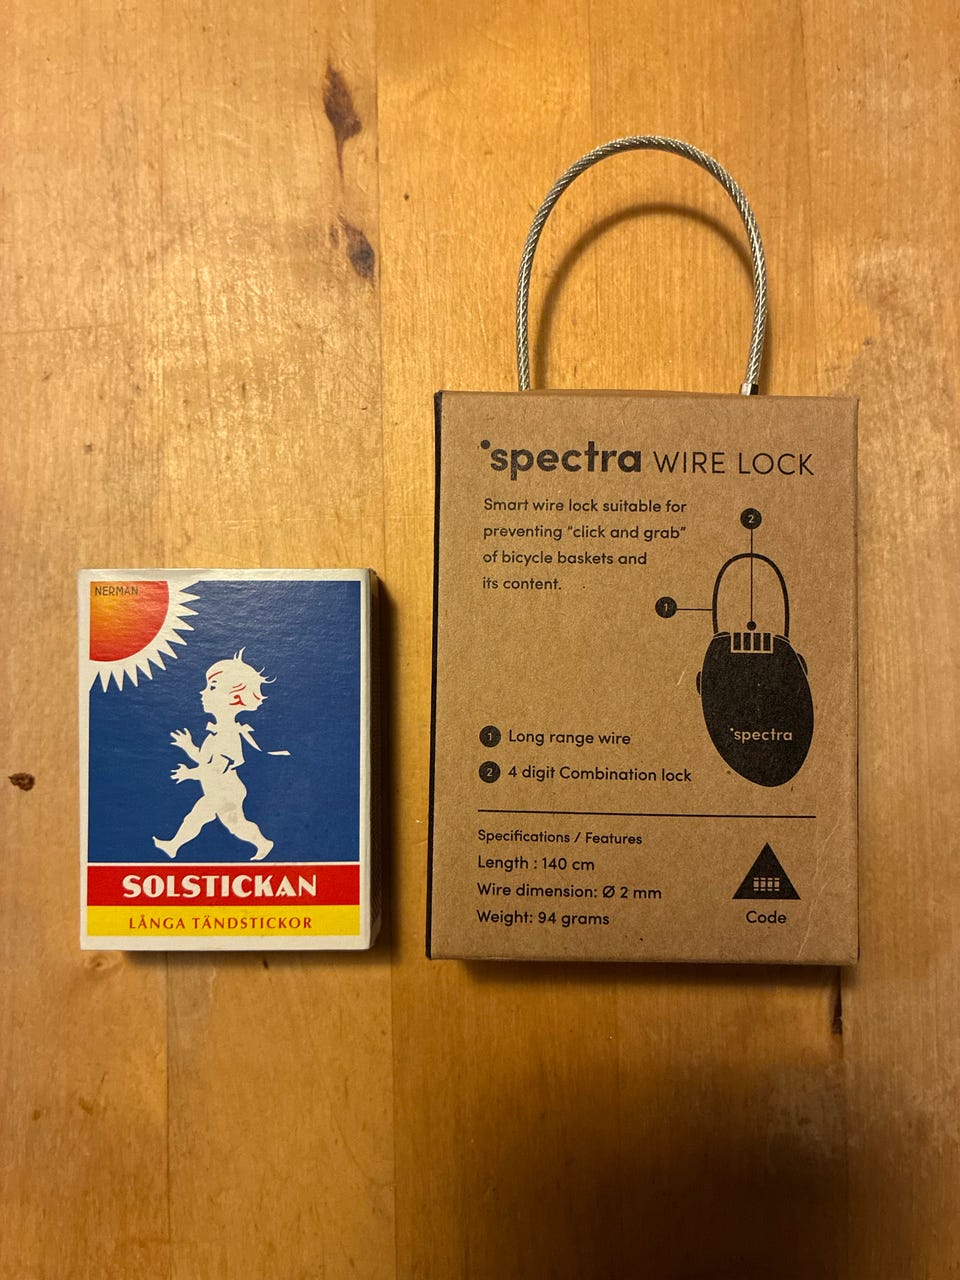 NERMAN
SOLSTICKAN
LÅNGA TÄNDSTICKOR
spectra WIRE LOCK
Smart wire lock suitable for
preventing “click and grab”
of bicycle baskets and
its content.
2
1
spectra
1 Long range wire
2 4 digit Combination lock
Specifications / Features
Length : 140 cm
Wire dimension: Ø 2 mm
Weight: 94 grams
Code